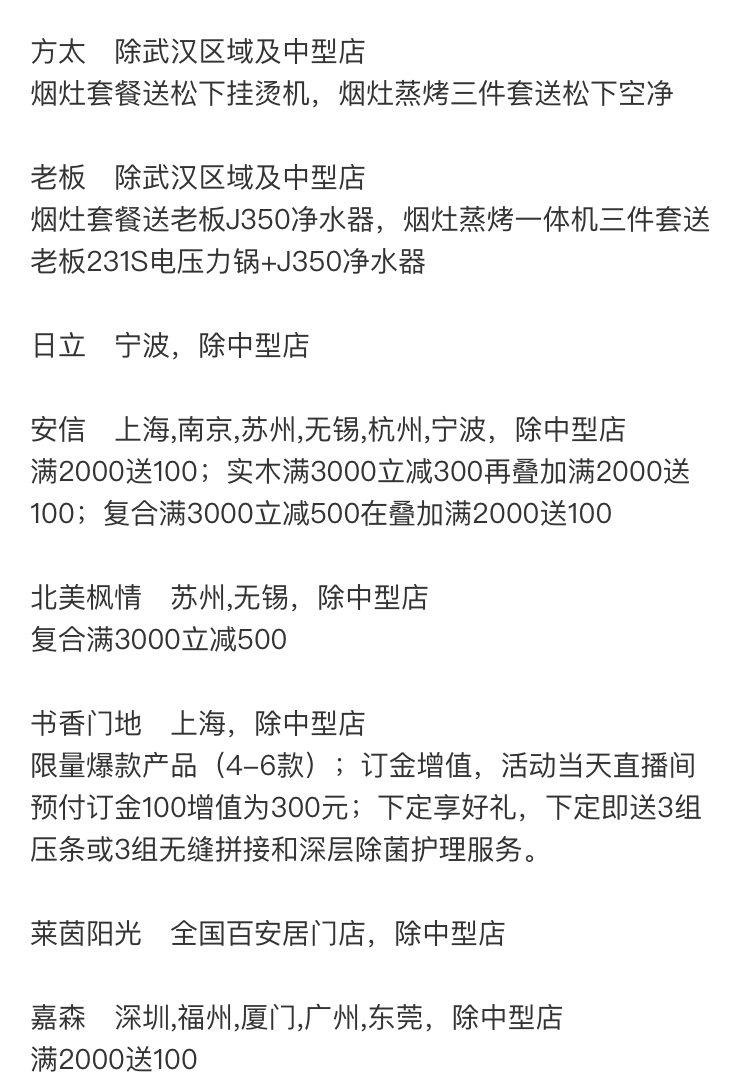 方太　除武汉区域及中型店
烟灶套餐送松下挂烫机，烟灶蒸烤三件套送松下空净
老板　除武汉区域及中型店
烟灶套餐送老板J350净水器，烟灶蒸烤一体机三件套送
老板231S电压力锅+J350净水器
日立　宁波，除中型店
安信　上海,南京,苏州,无锡,杭州,宁波，除中型店
满2000送100；实木满3000立减300再叠加满2000送
100；复合满3000立减500在叠加满2000送100
北美枫情　苏州,无锡，除中型店
复合满3000立减500
书香门地　上海，除中型店
限量爆款产品（4–6款）；订金增值，活动当天直播间
预付订金100增值为300元；下定享好礼，下定即送3组
压条或3组无缝拼接和深层除菌护理服务。
莱茵阳光　全国百安居门店，除中型店
嘉森　深圳,福州,厦门,广州,东莞，除中型店
满2000送100